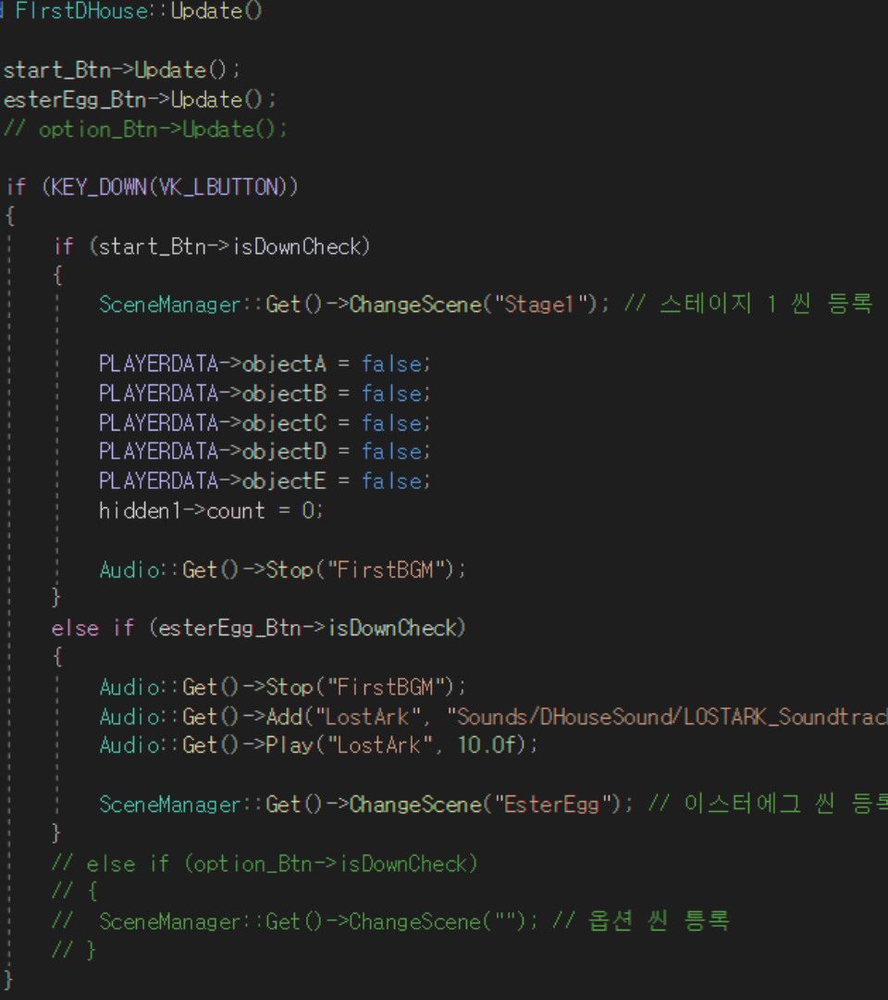 FIrstDHouse::Update()
start_Btn->Update();
esterEgg_Btn->Update();
// option_Btn->Update();
if (KEY_DOWN(VK_LBUTTON))
{
if (start_Btn->isDownCheck)
{
SceneManager::Get()->ChangeScene("Stage1"); // 스테이지 1 씬 등록
PLAYERDATA->objectA = false;
PLAYERDATA->objectB = false;
PLAYERDATA->objectC = false;
PLAYERDATA->objectD = false;
PLAYERDATA->objectE = false;
hidden1->count = 0;
Audio::Get()->Stop("FirstBGM");
}
else if (esterEgg_Btn->isDownCheck)
{
Audio::Get()->Stop("FirstBGM");
Audio::Get()->Add("LostArk", "Sounds/DHouseSound/LOSTARK_Soundtrac
Audio::Get()->Play("LostArk", 10.0f);
SceneManager::Get()->ChangeScene("EsterEgg"); // 이스터에그 씬 등록
}
// else if (option_Btn->isDownCheck)
// {
// SceneManager::Get()->ChangeScene(""); // 옵션 씬 틍록
// }
}